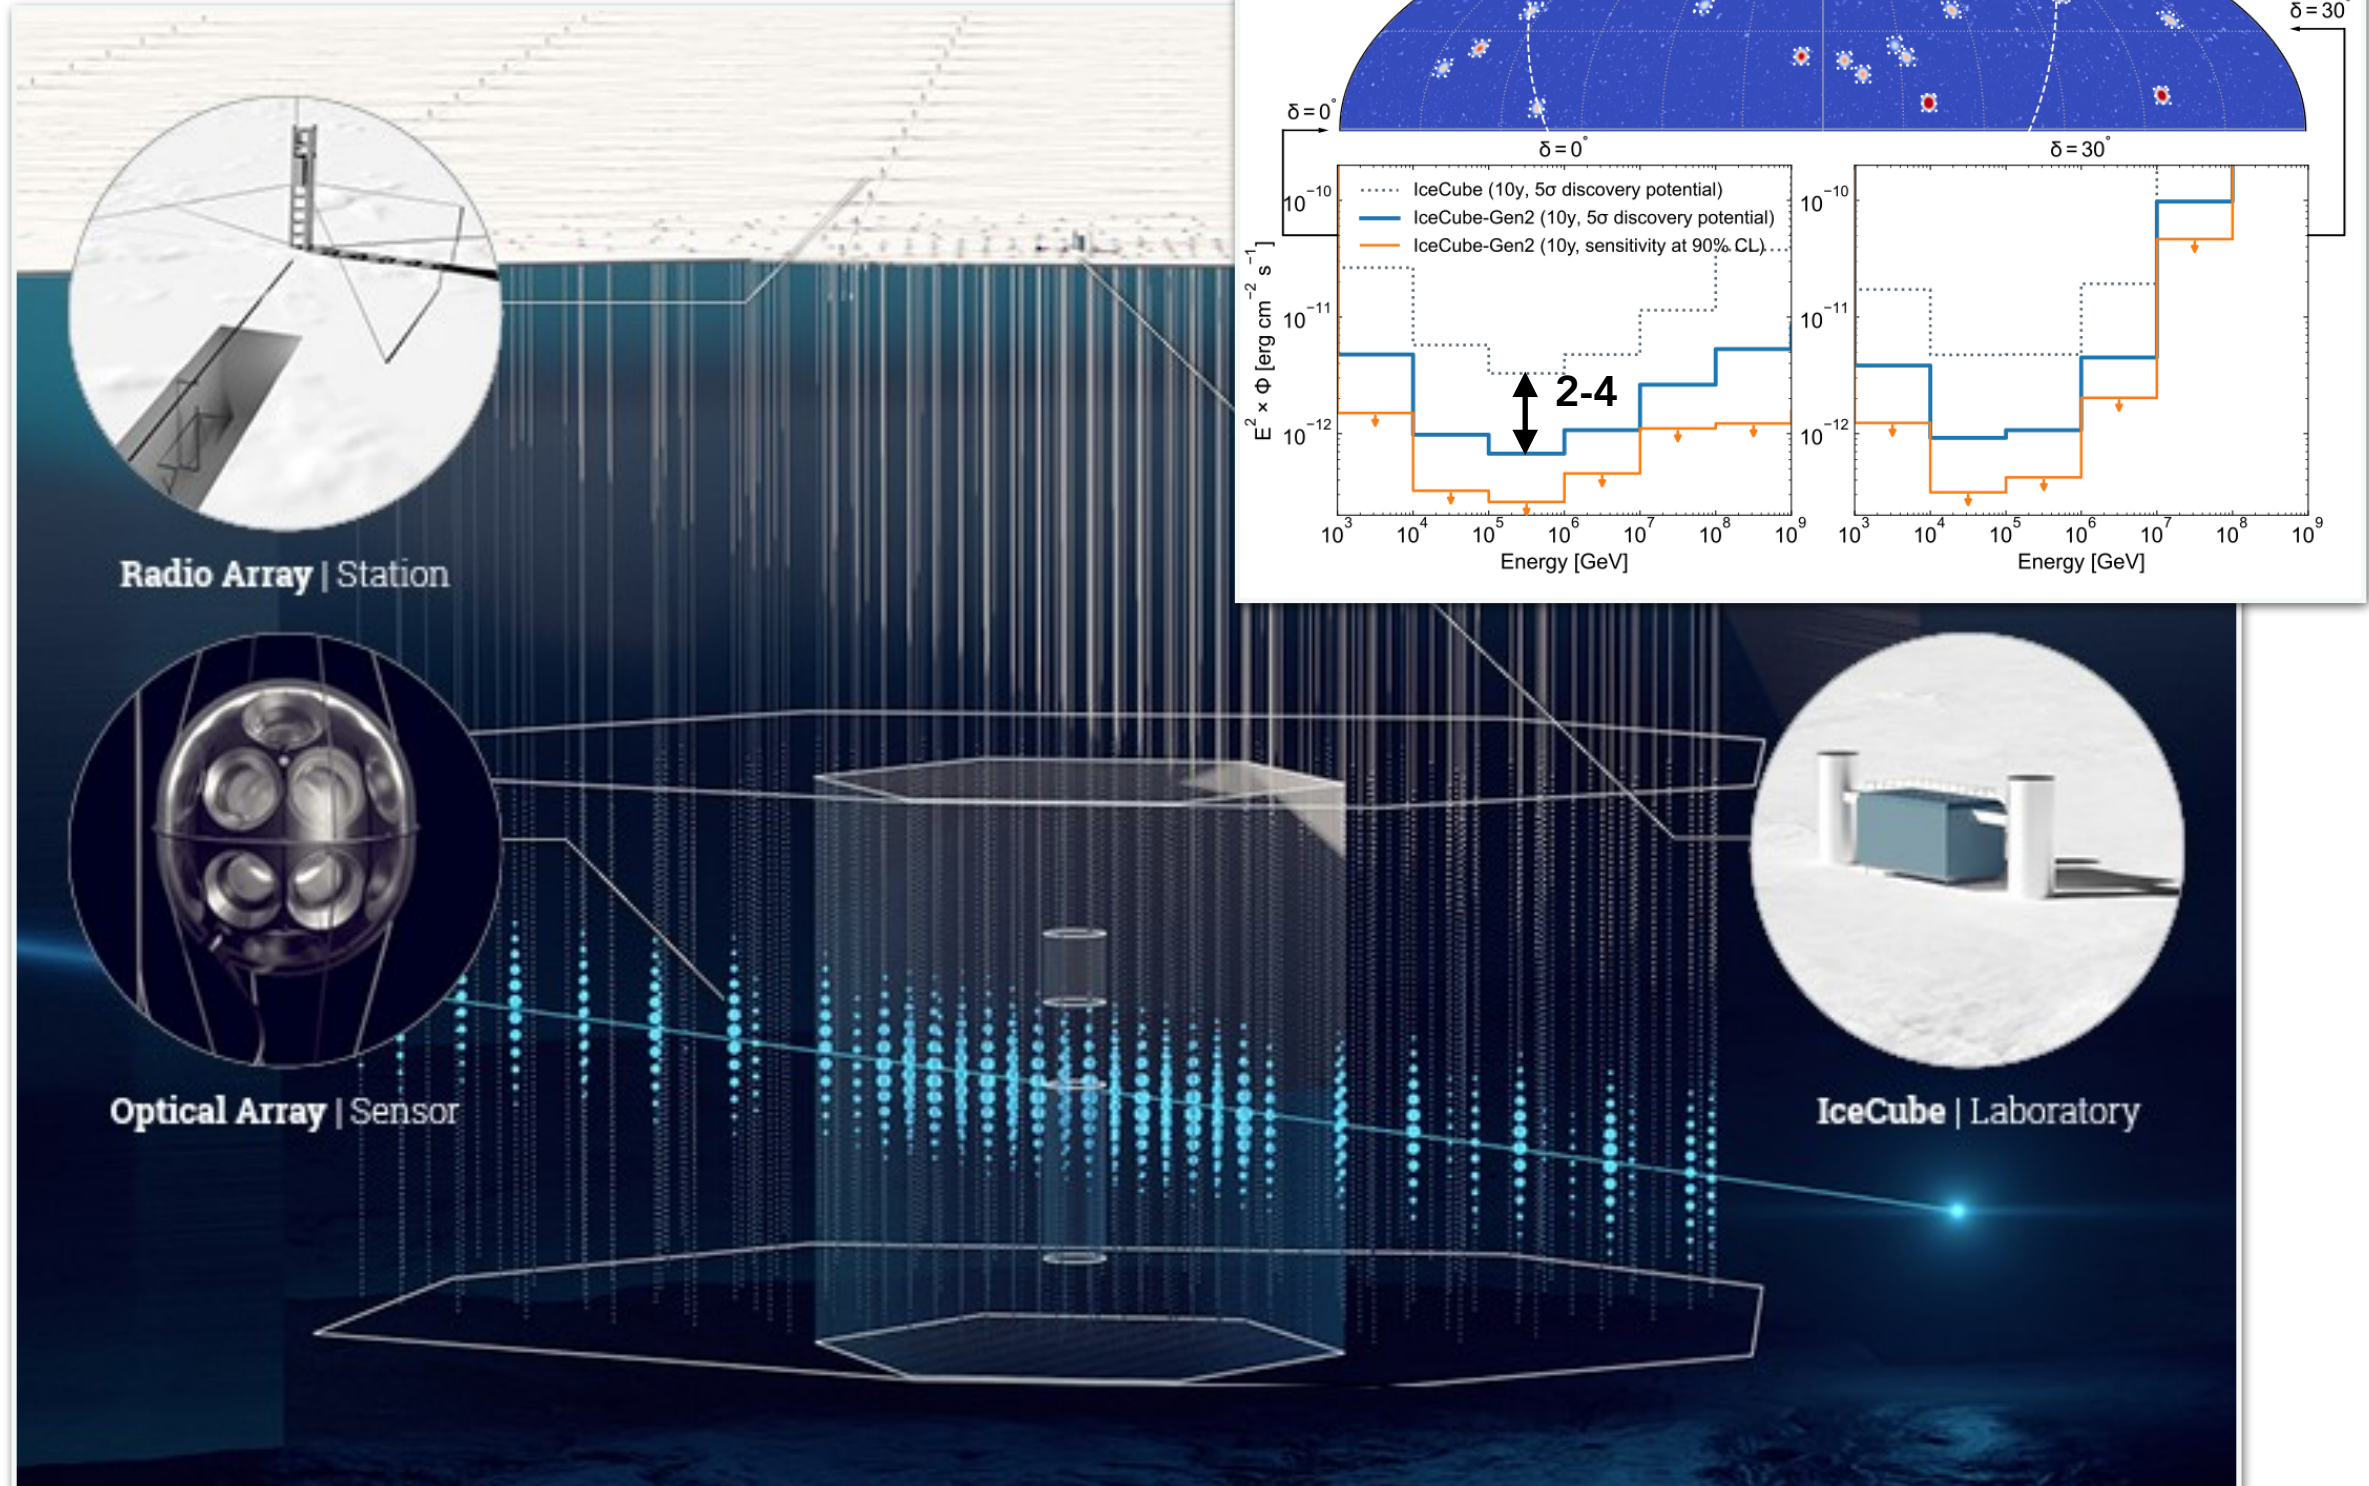 δ = 30°
δ = 0°
δ = 0°
δ = 30°
IceCube (10y, 5σ discovery potential)
IceCube-Gen2 (10y, 5σ discovery potential)
IceCube-Gen2 (10y, sensitivity at 90% CL)
E² × Φ [erg cm⁻² s⁻¹]
10⁻¹⁰
10⁻¹¹
10⁻¹²
2-4
10³ 10⁴ 10⁵ 10⁶ 10⁷ 10⁸ 10⁹
Energy [GeV]
10⁻¹⁰
10⁻¹¹
10⁻¹²
10³ 10⁴ 10⁵ 10⁶ 10⁷ 10⁸ 10⁹
Energy [GeV]
Radio Array | Station
Optical Array | Sensor
IceCube | Laboratory